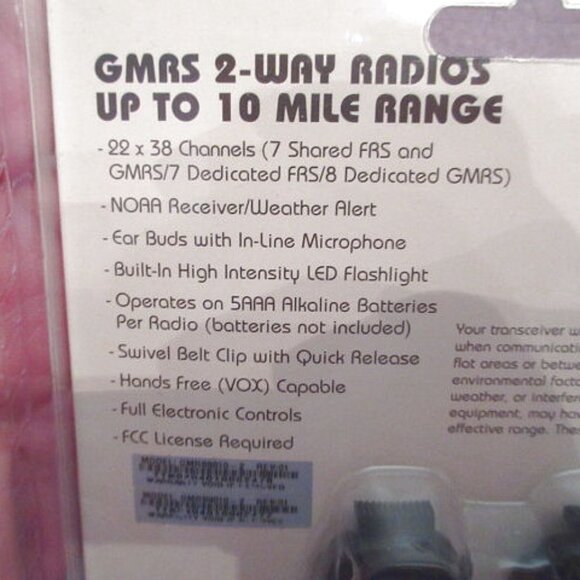 GMRS 2-WAY RADIOS
UP TO 10 MILE RANGE
- 22 x 38 Channels (7 Shared FRS and
GMRS/7 Dedicated FRS/8 Dedicated GMRS)
- NOAA Receiver/Weather Alert
- Ear Buds with In-Line Microphone
- Built-In High Intensity LED Flashlight
- Operates on 5AAA Alkaline Batteries
Per Radio (batteries not included)
- Swivel Belt Clip with Quick Release
- Hands Free (VOX) Capable
- Full Electronic Controls
- FCC License Required
Your transceiver
when communicati
flat areas or betwe
environmental facto
weather, or interfere
equipment, may hav
effective range. Thes